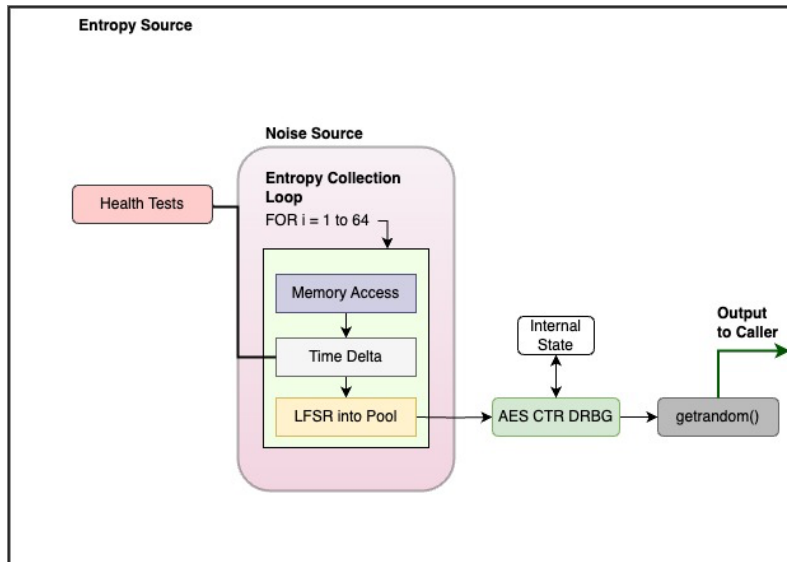 Entropy Source
Noise Source
Entropy Collection
Loop
FOR i = 1 to 64
Health Tests
Memory Access
Time Delta
LFSR into Pool
Internal
State
AES CTR DRBG
getrandom()
Output
to Caller